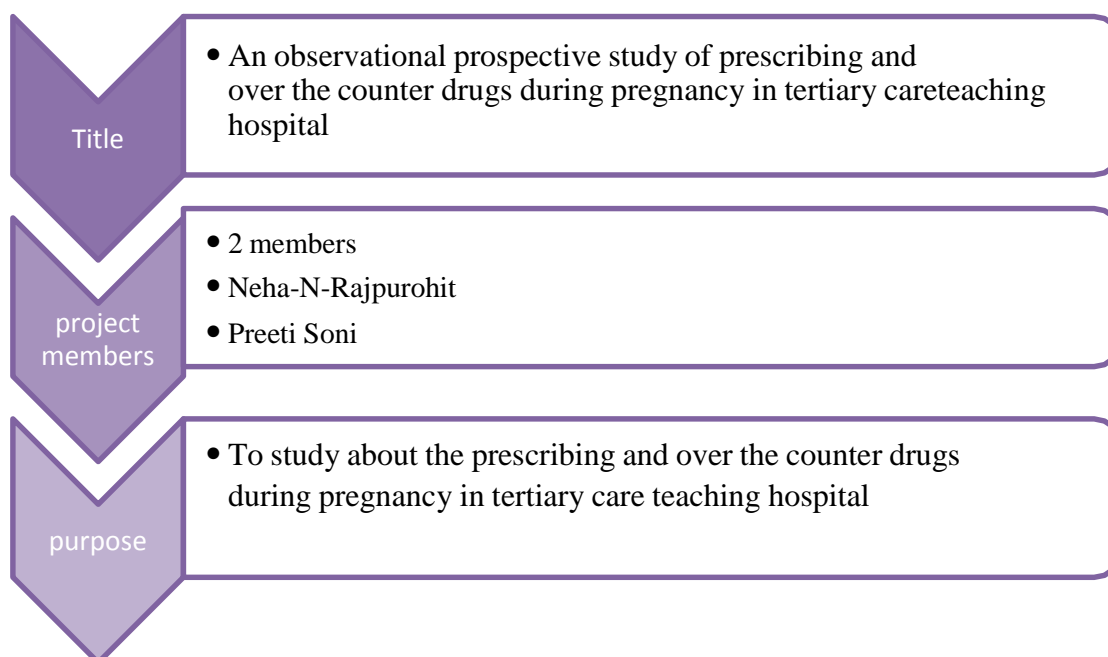 Title
• An observational prospective study of prescribing and
over the counter drugs during pregnancy in tertiary careteaching
hospital
project
members
• 2 members
• Neha-N-Rajpurohit
• Preeti Soni
purpose
• To study about the prescribing and over the counter drugs
during pregnancy in tertiary care teaching hospital